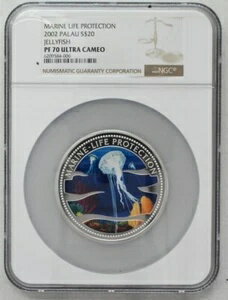 MARINE LIFE PROTECTION
2002 PALAU S$20
JELLYFISH
PF 70 ULTRA CAMEO
NUMISMATIC GUARANTY CORPORATION
NGC
MARINE-LIFE PROTECTION